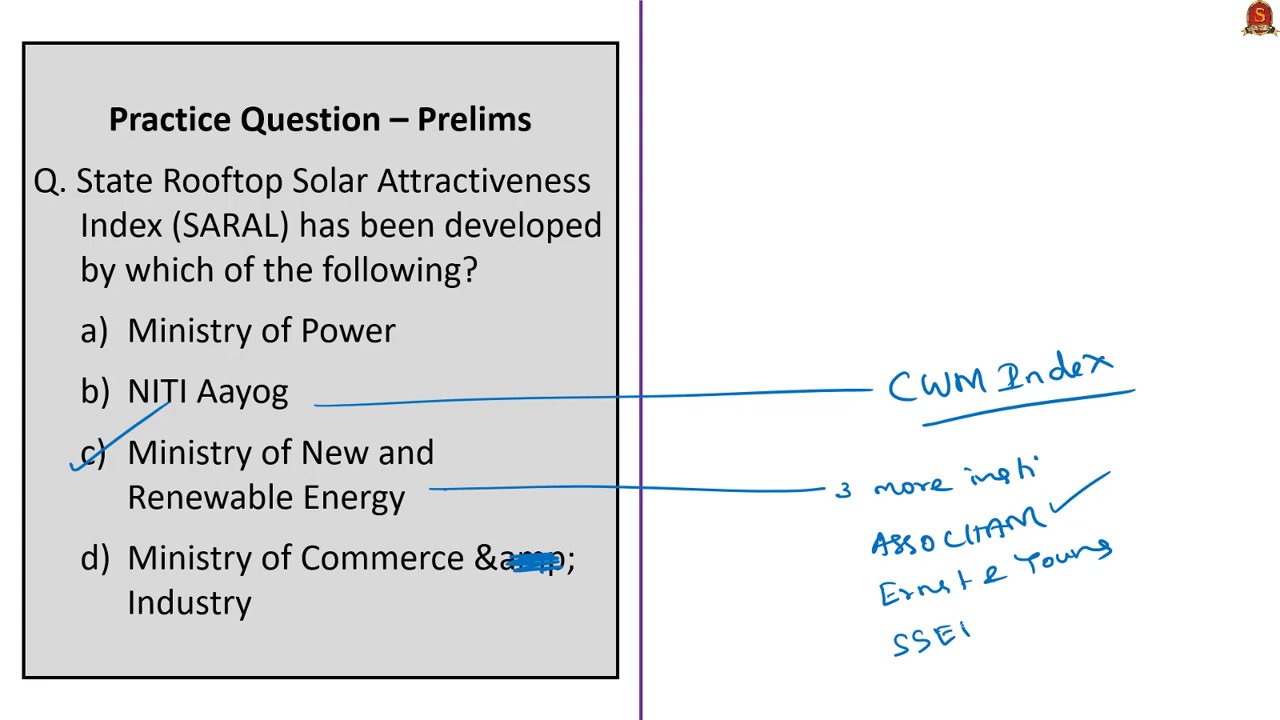 Practice Question – Prelims
Q. State Rooftop Solar Attractiveness
Index (SARAL) has been developed
by which of the following?
a) Ministry of Power
b) NITI Aayog
c) Ministry of New and
Renewable Energy
d) Ministry of Commerce &amp;
Industry
CWM Index
3 more insti
ASSOCHAM
Ernst & Young
SSEI